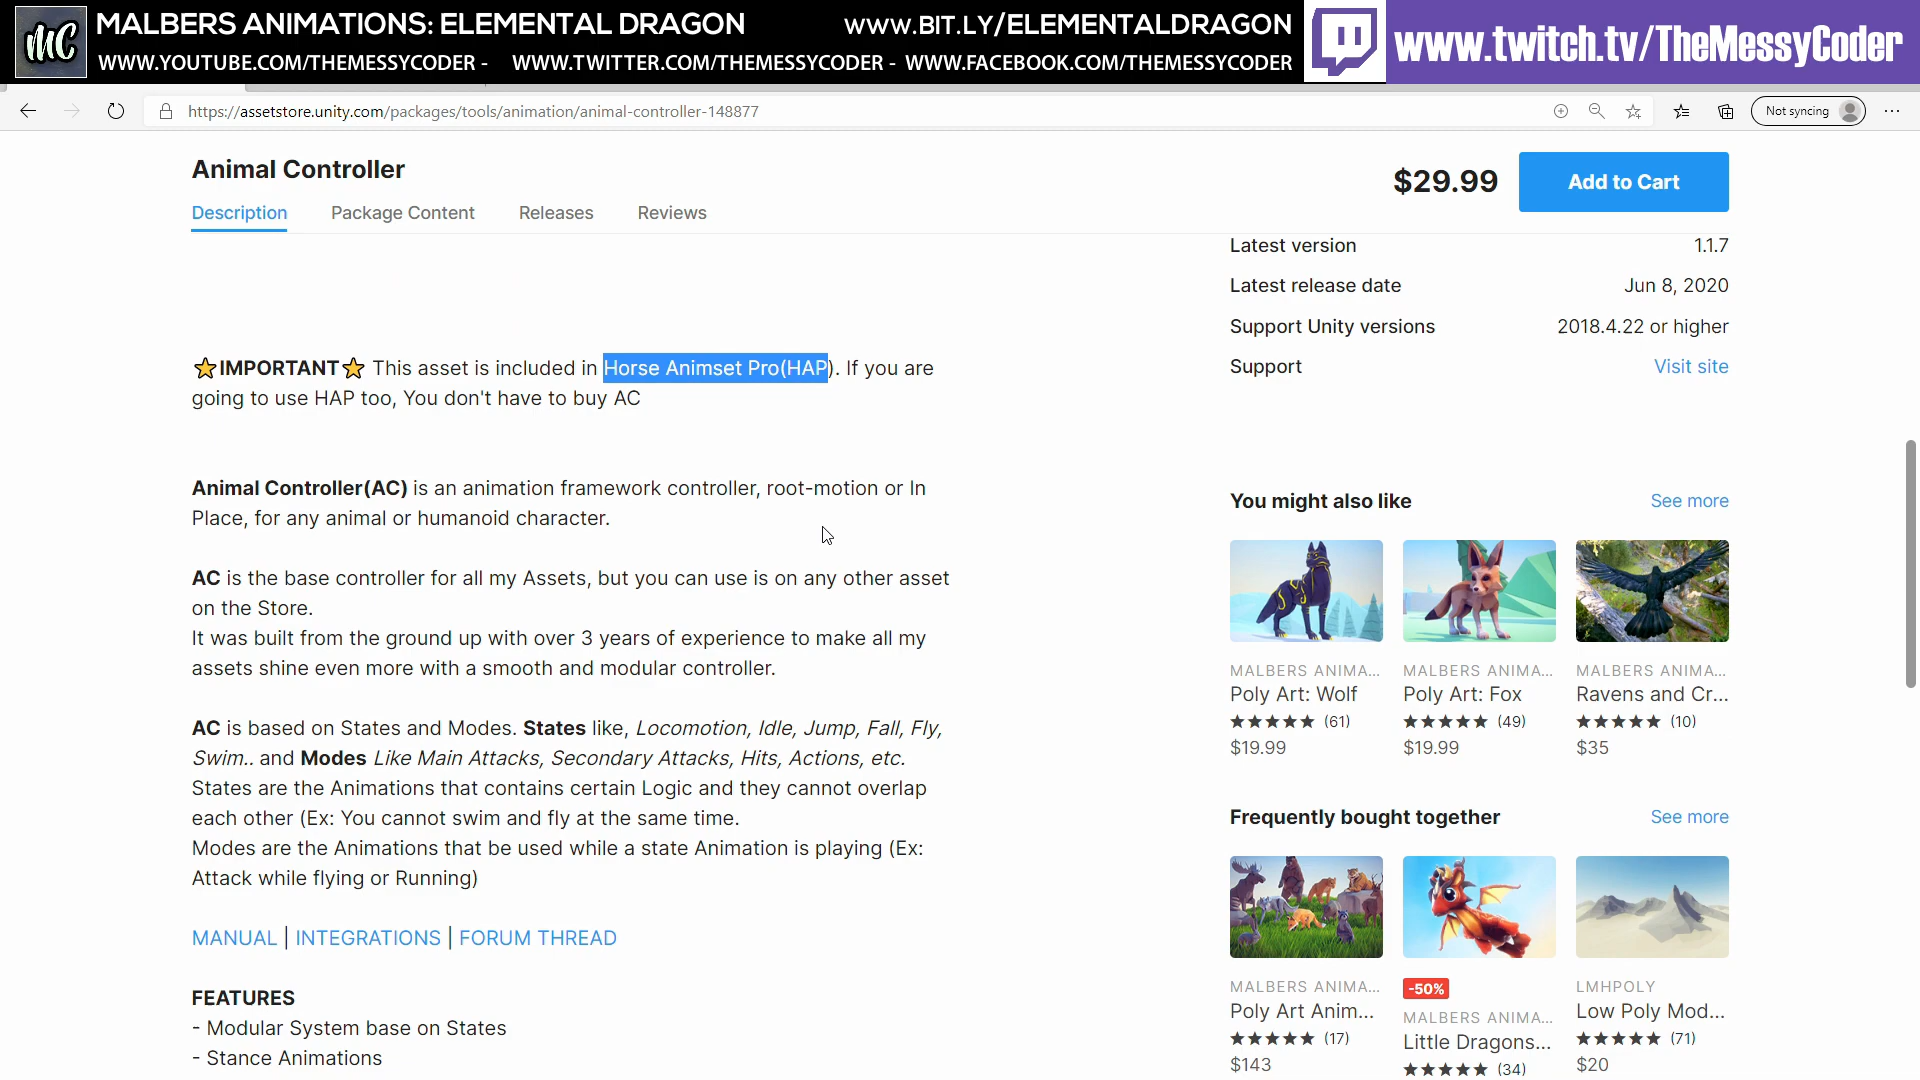 MC
MALBERS ANIMATIONS: ELEMENTAL DRAGON
WWW.BIT.LY/ELEMENTALDRAGON
WWW.YOUTUBE.COM/THEMESSYCODER - WWW.TWITTER.COM/THEMESSYCODER - WWW.FACEBOOK.COM/THEMESSYCODER
www.twitch.tv/TheMessyCoder
https://assetstore.unity.com/packages/tools/animation/animal-controller-148877
Not syncing
Animal Controller
$29.99
Add to Cart
Description
Package Content
Releases
Reviews
Latest version 1.1.7
Latest release date Jun 8, 2020
Support Unity versions 2018.4.22 or higher
Support Visit site
⭐IMPORTANT⭐ This asset is included in Horse Animset Pro(HAP). If you are
going to use HAP too, You don't have to buy AC
Animal Controller(AC) is an animation framework controller, root-motion or In
Place, for any animal or humanoid character.
AC is the base controller for all my Assets, but you can use is on any other asset
on the Store.
It was built from the ground up with over 3 years of experience to make all my
assets shine even more with a smooth and modular controller.
AC is based on States and Modes. States like, Locomotion, Idle, Jump, Fall, Fly,
Swim.. and Modes Like Main Attacks, Secondary Attacks, Hits, Actions, etc.
States are the Animations that contains certain Logic and they cannot overlap
each other (Ex: You cannot swim and fly at the same time.
Modes are the Animations that be used while a state Animation is playing (Ex:
Attack while flying or Running)
MANUAL | INTEGRATIONS | FORUM THREAD
FEATURES
- Modular System base on States
- Stance Animations
You might also like
See more
MALBERS ANIMA...
Poly Art: Wolf
★★★★★ (61)
$19.99
MALBERS ANIMA...
Poly Art: Fox
★★★★★ (49)
$19.99
MALBERS ANIMA...
Ravens and Cr...
★★★★★ (10)
$35
Frequently bought together
See more
MALBERS ANIMA...
Poly Art Anim...
★★★★★ (17)
$143
-50%
MALBERS ANIMA...
Little Dragons...
★★★★★ (34)
LMHPOLY
Low Poly Mod...
★★★★★ (71)
$20